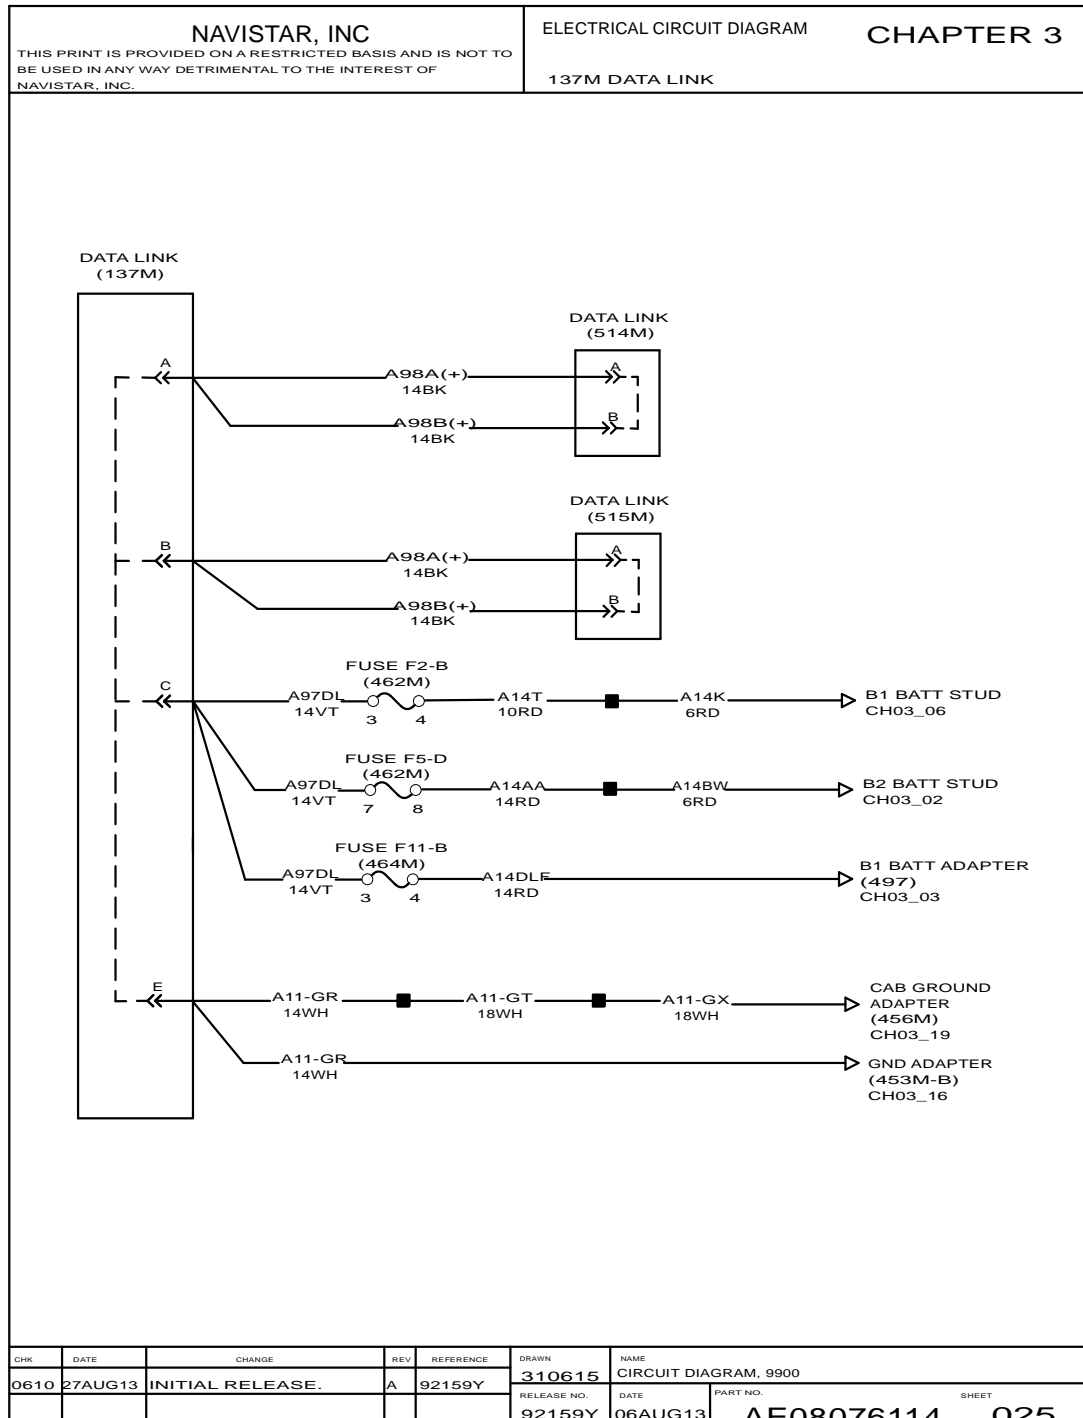 NAVISTAR, INC
THIS PRINT IS PROVIDED ON A RESTRICTED BASIS AND IS NOT TO
BE USED IN ANY WAY DETRIMENTAL TO THE INTEREST OF
NAVISTAR, INC.
ELECTRICAL CIRCUIT DIAGRAM
CHAPTER 3
137M DATA LINK
DATA LINK
(137M)
DATA LINK
(514M)
A
A98A(+)
14BK
A
A98B(+)
14BK
B
DATA LINK
(515M)
B
A98A(+)
14BK
A
A98B(+)
14BK
B
FUSE F2-B
(462M)
C
A97DL
14VT
3
4
A14T
10RD
A14K
6RD
B1 BATT STUD
CH03_06
FUSE F5-D
(462M)
A97DL
14VT
7
8
A14AA
14RD
A14BW
6RD
B2 BATT STUD
CH03_02
FUSE F11-B
(464M)
A97DL
14VT
3
4
A14DLF
14RD
B1 BATT ADAPTER
(497)
CH03_03
E
A11-GR
14WH
A11-GT
18WH
A11-GX
18WH
CAB GROUND
ADAPTER
(456M)
CH03_19
A11-GR
14WH
GND ADAPTER
(453M-B)
CH03_16
CHK DATE CHANGE REV REFERENCE
0610 27AUG13 INITIAL RELEASE. A 92159Y
DRAWN
310615
NAME
CIRCUIT DIAGRAM, 9900
RELEASE NO.
92159Y
DATE
06AUG13
PART NO.
AE08076114
SHEET
025